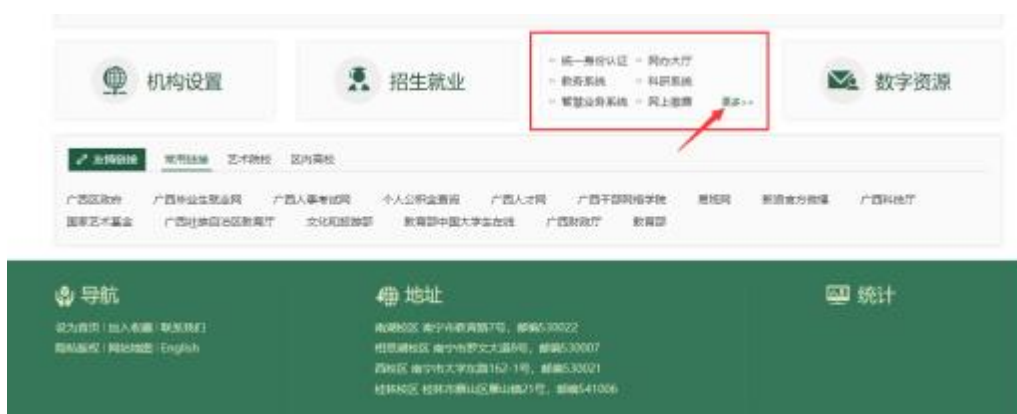 机构设置
招生就业
统一身份认证 网办大厅
教务系统 科研系统
智慧业务系统 网上缴费 更多>>
数字资源
友情链接 常用链接 艺术院校 区内高校
广西区政府 广西毕业生就业网 广西人事考试网 个人公积金查询 广西人才网 广西干部网络学院 易班网 新浪官方微博 广西科技厅
国家艺术基金 广西壮族自治区教育厅 文化和旅游部 教育部中国大学生在线 广西财政厅 教育部
导航
设为首页 | 加入收藏 | 联系我们
网站地图 | English
地址
南湖校区 南宁市教育路7号，邮编530022
相思湖校区 南宁市罗文大道8号，邮编530007
西校区 南宁市大学东路162-1号，邮编530021
桂林校区 桂林市雁山区雁山镇21号，邮编541006
统计